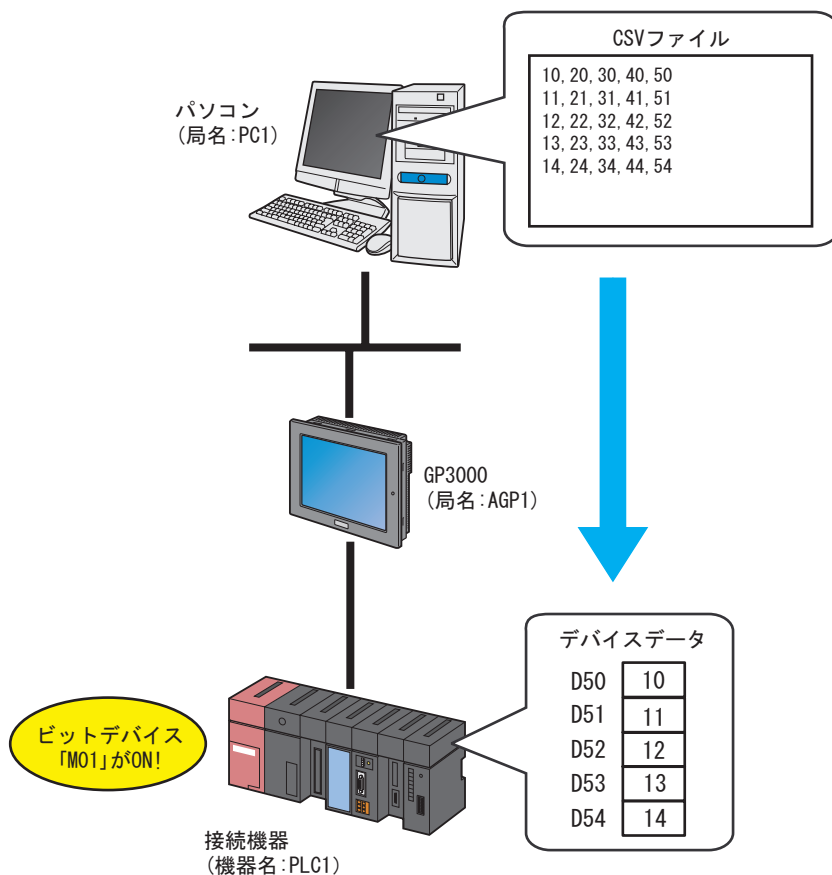 CSVファイル
10, 20, 30, 40, 50
11, 21, 31, 41, 51
12, 22, 32, 42, 52
13, 23, 33, 43, 53
14, 24, 34, 44, 54
パソコン
(局名:PC1)
GP3000
(局名:AGP1)
デバイスデータ
D50 10
D51 11
D52 12
D53 13
D54 14
ビットデバイス
「M01」がON!
接続機器
(機器名:PLC1)